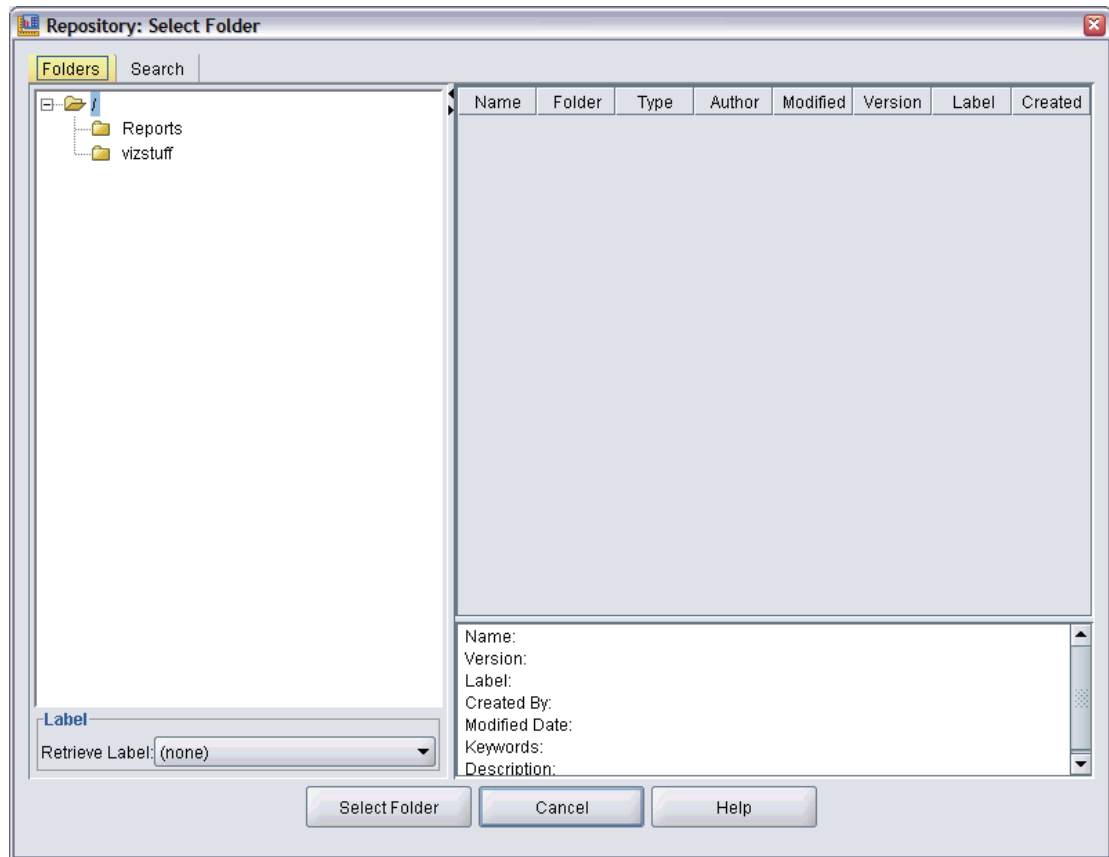 Repository: Select Folder
Folders Search
/
Reports
vizstuff
Name Folder Type Author Modified Version Label Created
Name:
Version:
Label:
Created By:
Modified Date:
Keywords:
Description:
Label
Retrieve Label: (none)
Select Folder Cancel Help